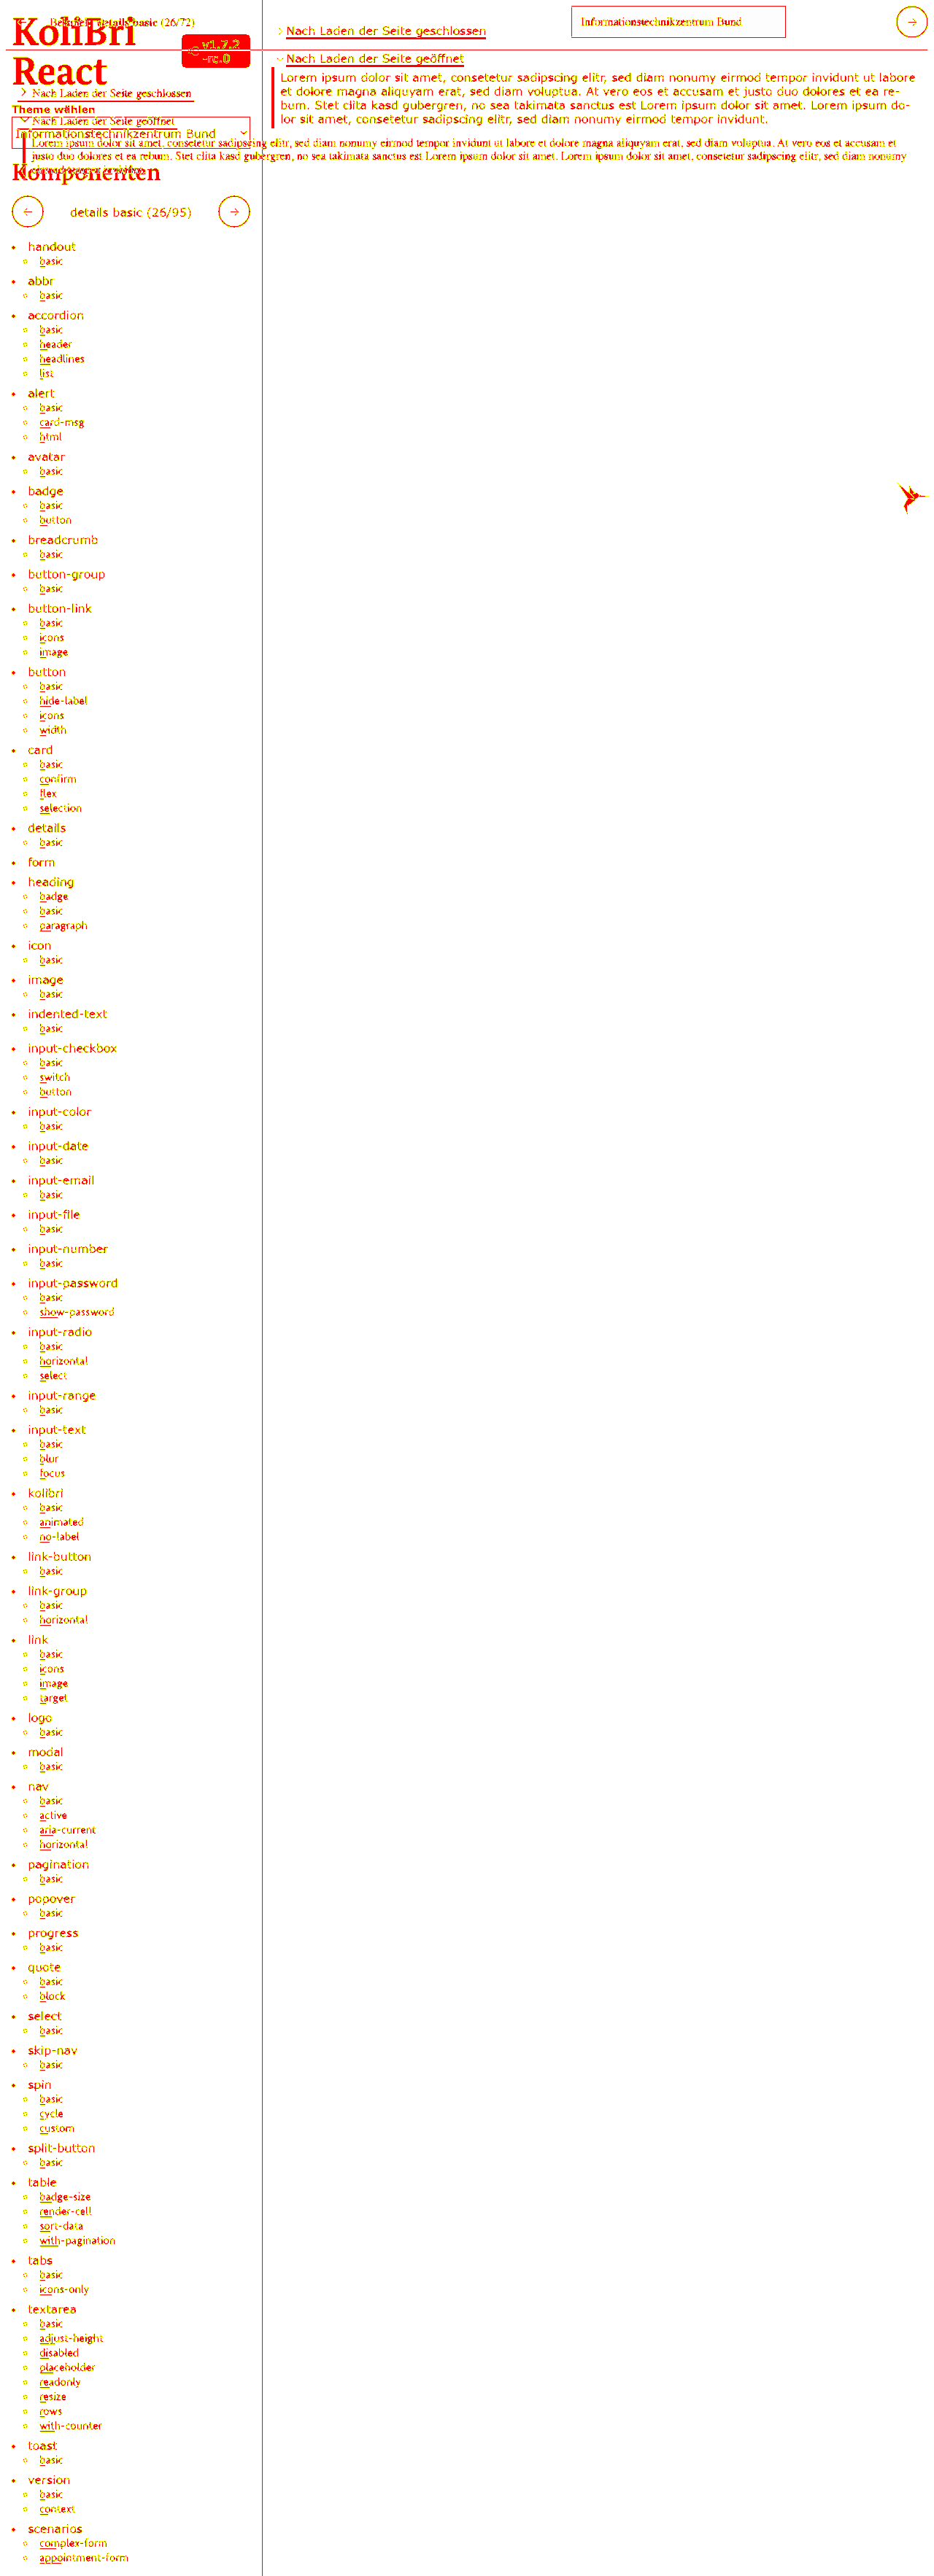 KoliBri
React
v1.7.2
-rc.0
Beispiel: details basic (26/72)
Informationstechnikzentrum Bund
Nach Laden der Seite geschlossen
Nach Laden der Seite geöffnet
Lorem ipsum dolor sit amet, consetetur sadipscing elitr, sed diam nonumy eirmod tempor invidunt ut labore
et dolore magna aliquyam erat, sed diam voluptua. At vero eos et accusam et justo duo dolores et ea re-
bum. Stet clita kasd gubergren, no sea takimata sanctus est Lorem ipsum dolor sit amet. Lorem ipsum do-
lor sit amet, consetetur sadipscing elitr, sed diam nonumy eirmod tempor invidunt.
Nach Laden der Seite geschlossen
Theme wählen
Nach Laden der Seite geöffnet
Informationstechnikzentrum Bund
Lorem ipsum dolor sit amet, consetetur sadipscing elitr, sed diam nonumy eirmod tempor invidunt ut labore et dolore magna aliquyam erat, sed diam voluptua. At vero eos et accusam et
justo duo dolores et ea rebum. Stet clita kasd gubergren, no sea takimata sanctus est Lorem ipsum dolor sit amet. Lorem ipsum dolor sit amet, consetetur sadipscing elitr, sed diam nonumy
Komponenten
details basic (26/95)
handout
basic
abbr
basic
accordion
basic
header
headlines
list
alert
basic
card-msg
html
avatar
basic
badge
basic
button
breadcrumb
basic
button-group
basic
button-link
basic
icons
image
button
basic
hide-label
icons
width
card
basic
confirm
flex
selection
details
basic
form
heading
badge
basic
paragraph
icon
basic
image
basic
indented-text
basic
input-checkbox
basic
switch
button
input-color
basic
input-date
basic
input-email
basic
input-file
basic
input-number
basic
input-password
basic
show-password
input-radio
basic
horizontal
select
input-range
basic
input-text
basic
blur
focus
kolibri
basic
animated
no-label
link-button
basic
link-group
basic
horizontal
link
basic
icons
image
target
logo
basic
modal
basic
nav
basic
active
aria-current
horizontal
pagination
basic
popover
basic
progress
basic
quote
basic
block
select
basic
skip-nav
basic
spin
basic
cycle
custom
split-button
basic
table
badge-size
render-cell
sort-data
with-pagination
tabs
basic
icons-only
textarea
basic
adjust-height
disabled
placeholder
readonly
resize
rows
with-counter
toast
basic
version
basic
context
scenarios
complex-form
appointment-form